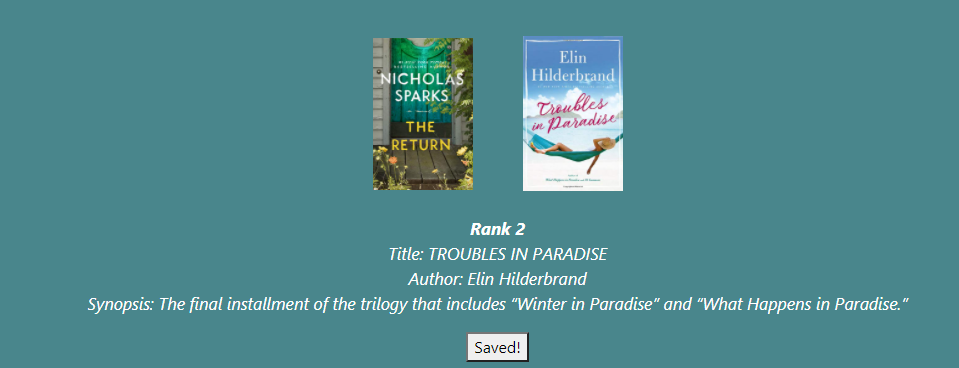 NICHOLAS
SPARKS
THE
RETURN
Elin
Hilderbrand
Troubles
in Paradise
Rank 2
Title: TROUBLES IN PARADISE
Author: Elin Hilderbrand
Synopsis: The final installment of the trilogy that includes “Winter in Paradise” and “What Happens in Paradise.”
Saved!